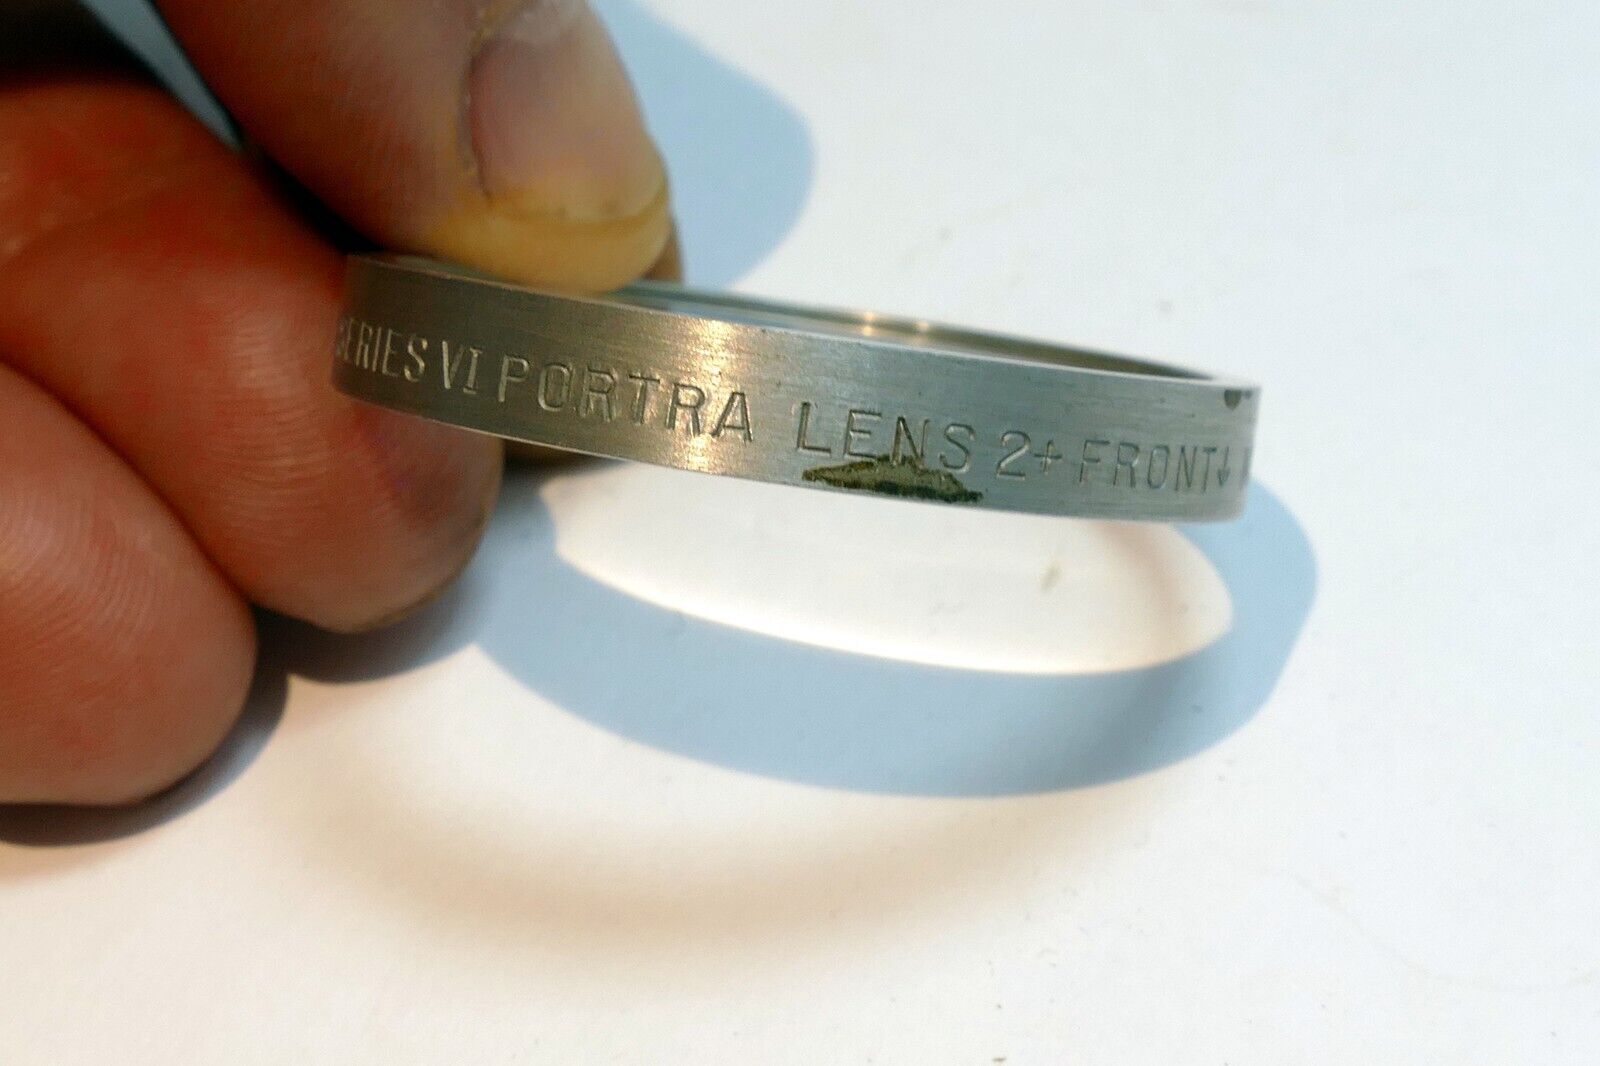 SERIES VI PORTRA LENS 2+ FRONT↓